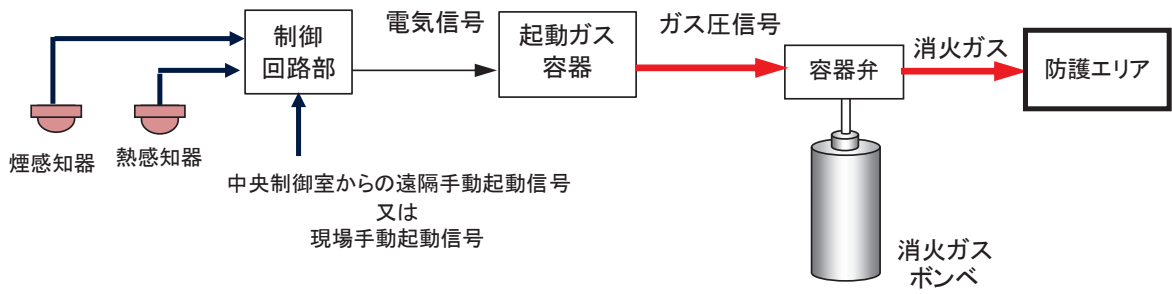 制御
回路部
電気信号
起動ガス
容器
ガス圧信号
容器弁
消火ガス
防護エリア
煙感知器
熱感知器
中央制御室からの遠隔手動起動信号
又は
現場手動起動信号
消火ガス
ボンベ